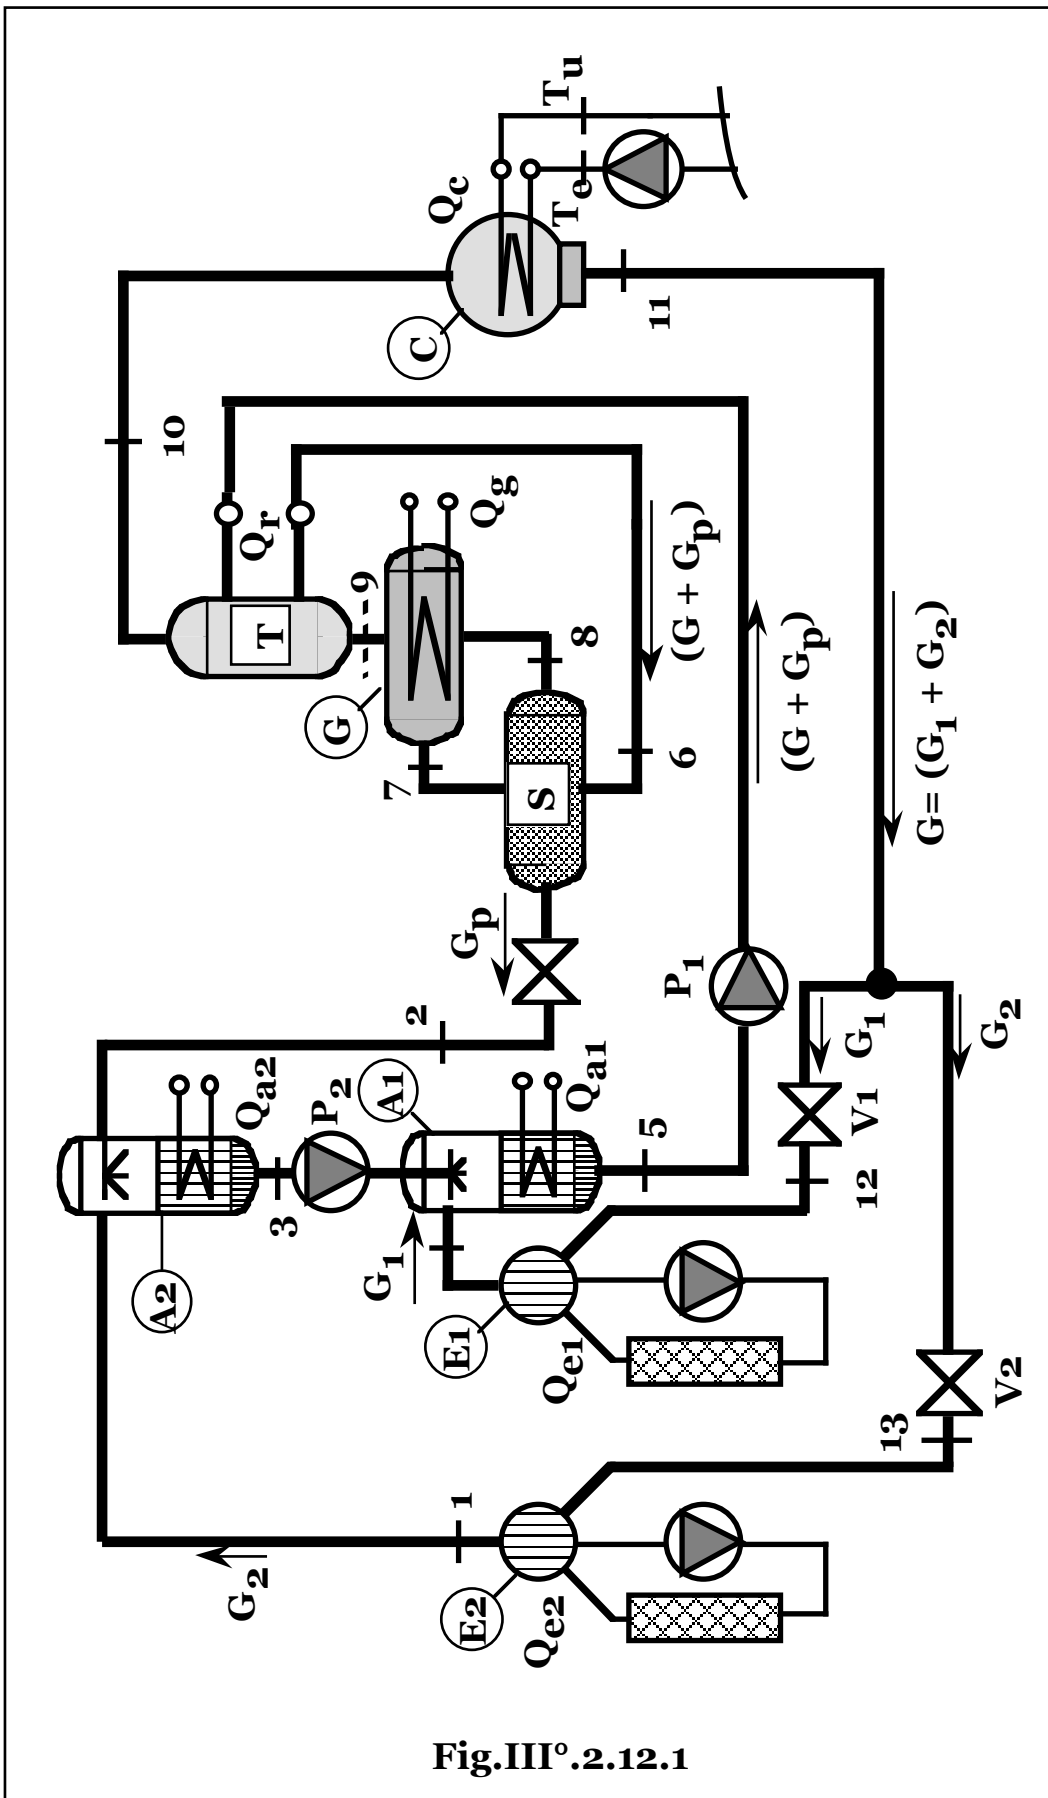 Tu
Te
Qc
C
11
10
Qr
T
9
Qg
G
8
7
S
6
(G + Gp)
(G + Gp)
G= (G1 + G2)
Gp
2
P1
Qa2
P2
A1
Qa1
3
5
G1
V1
G2
12
G1
A2
E1
Qe1
V2
13
1
G2
E2
Qe2
Fig.III°.2.12.1